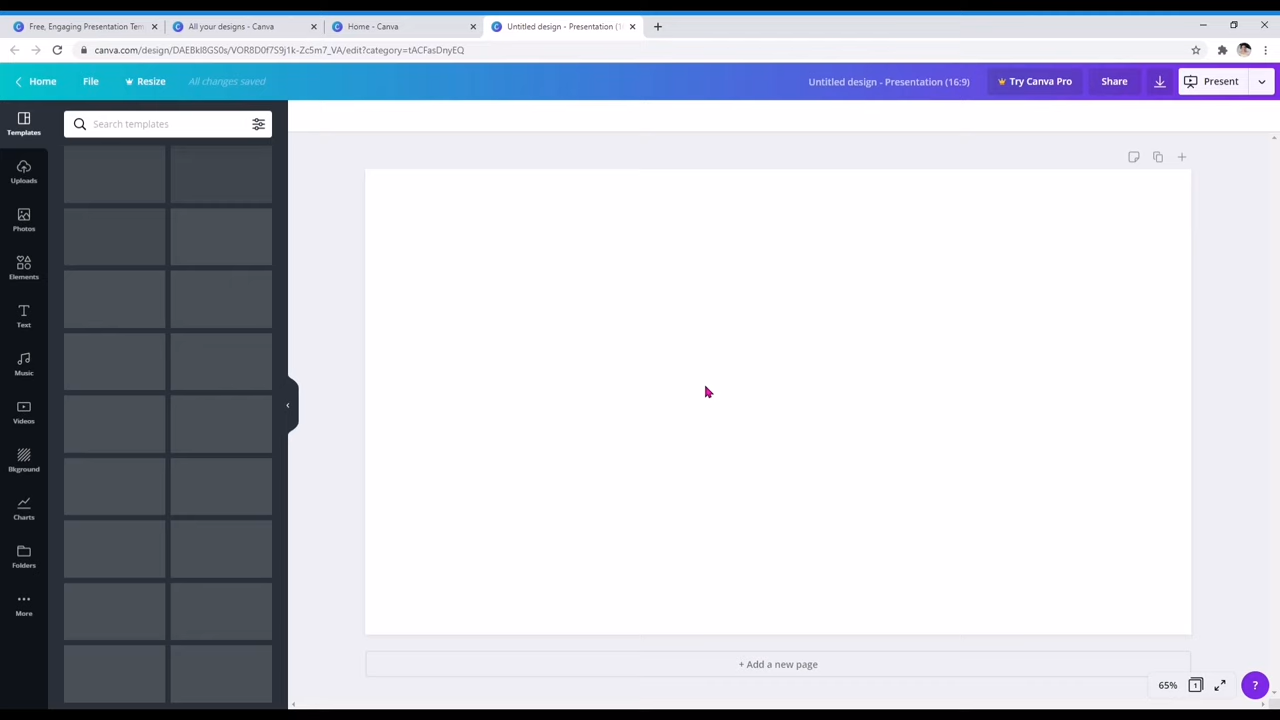 Free, Engaging Presentation Tem
All your designs - Canva
Home - Canva
Untitled design - Presentation (1
canva.com/design/DAEBkI8GS0s/VOR8D0f7S9j1k-Zc5m7_VA/edit?category=tACFasDnyEQ
Home
File
Resize
All changes saved
Untitled design - Presentation (16:9)
Try Canva Pro
Share
Present
Templates
Search templates
Uploads
Photos
Elements
Text
Music
Videos
Bkground
Charts
Folders
More
+ Add a new page
65%
1
?